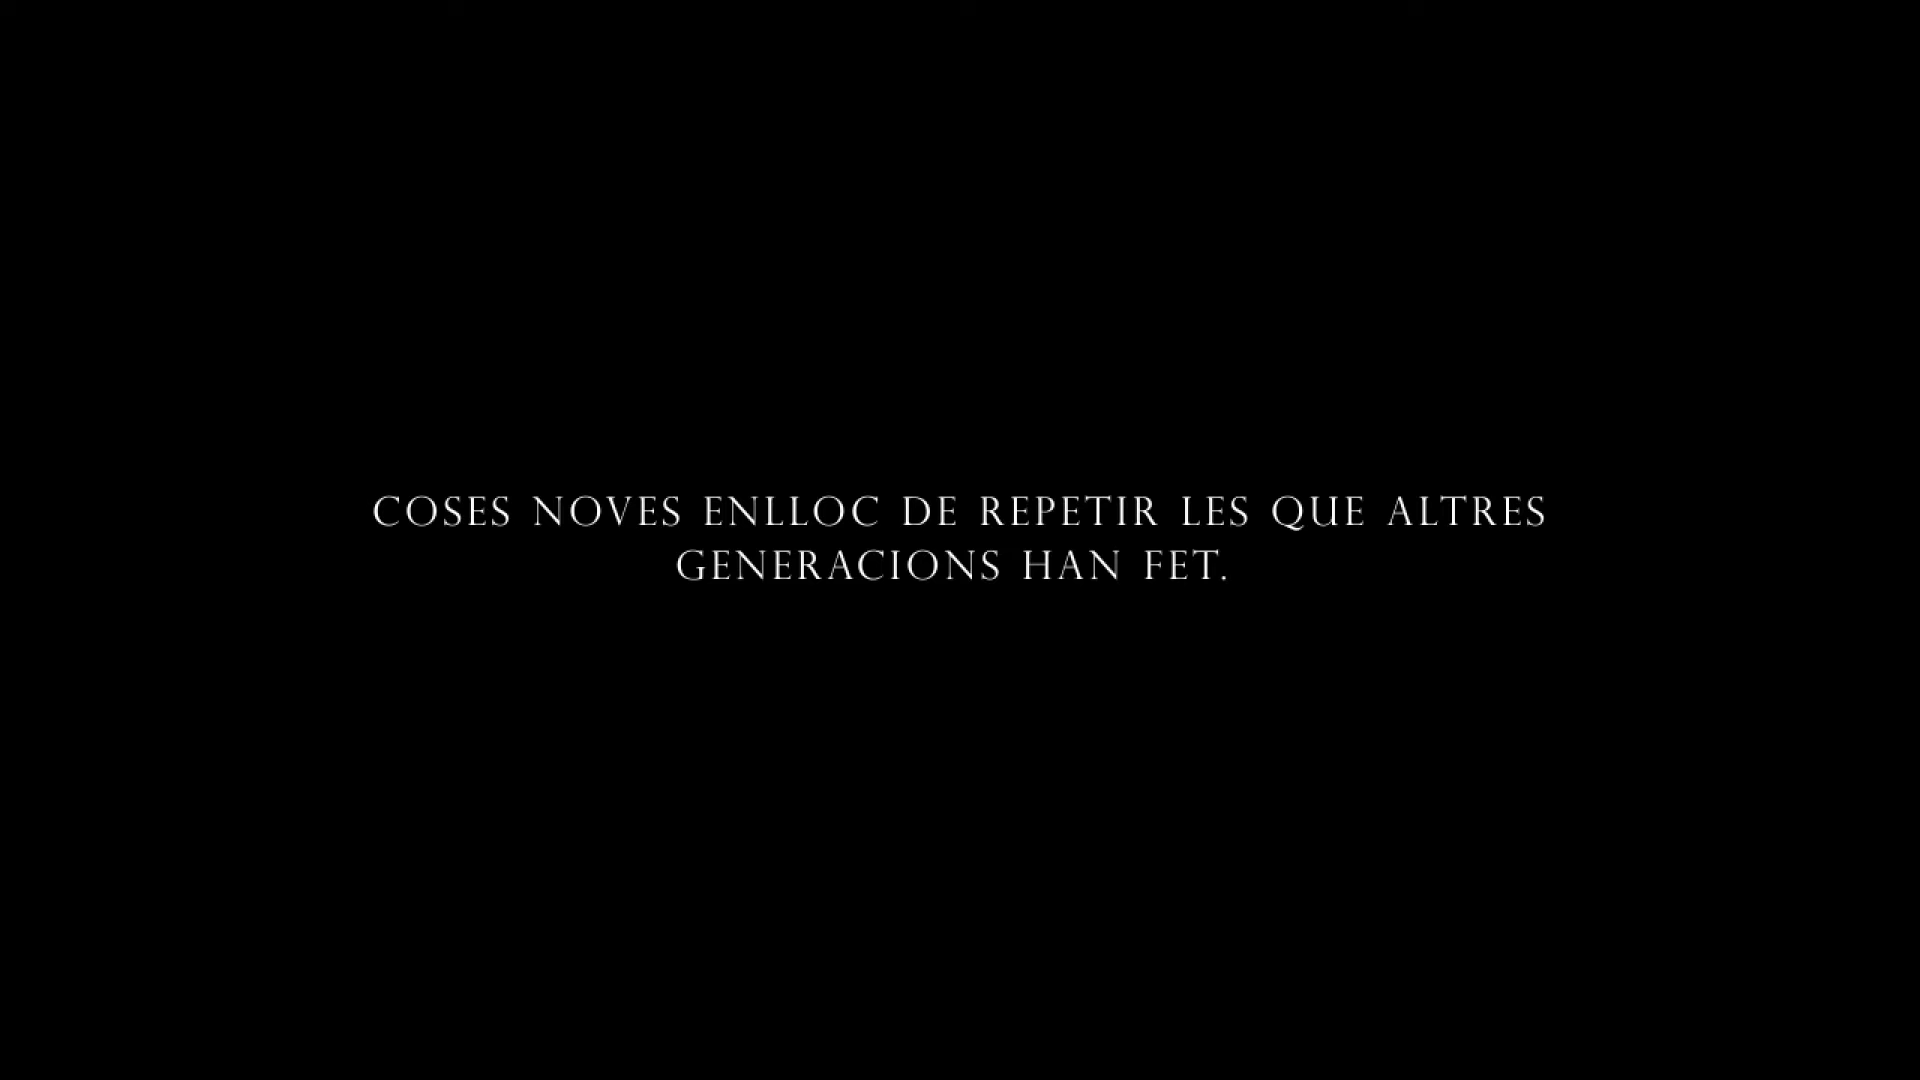 COSES NOVES ENLLOC DE REPETIR LES QUE ALTRES
GENERACIONS HAN FET.